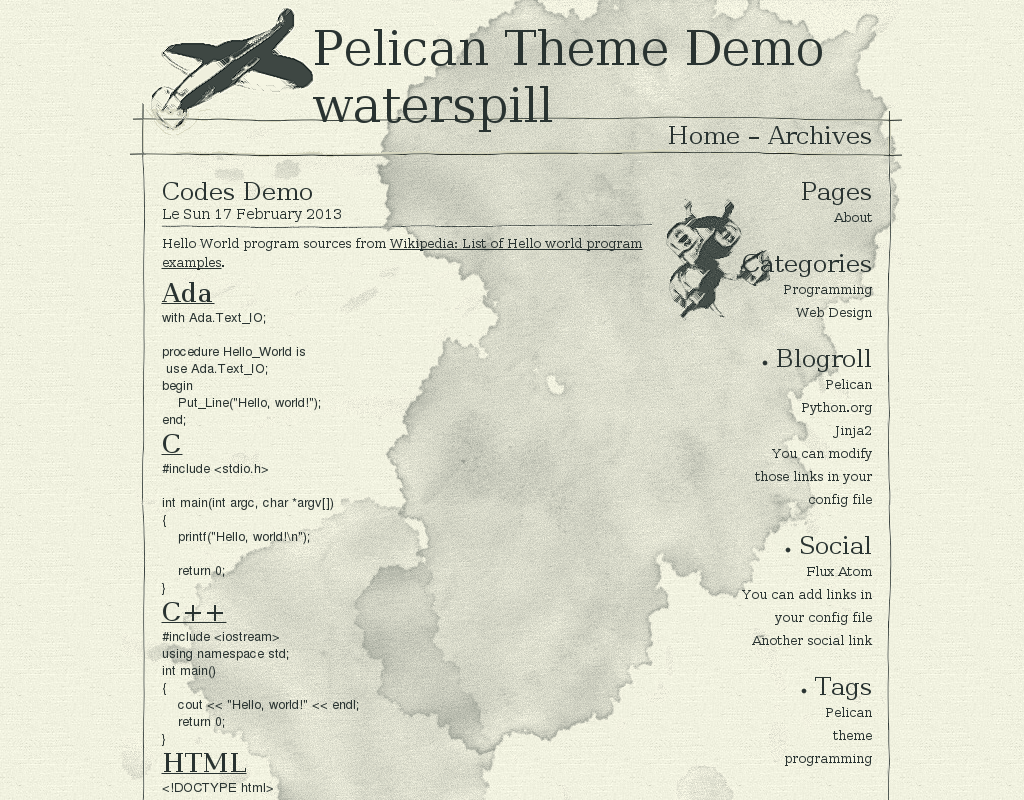 Pelican Theme Demo
waterspill
Home – Archives
Codes Demo
Le Sun 17 February 2013
Hello World program sources from Wikipedia: List of Hello world program
examples.
Ada
with Ada.Text_IO;
procedure Hello_World is
use Ada.Text_IO;
begin
Put_Line("Hello, world!");
end;
C
#include <stdio.h>
int main(int argc, char *argv[])
{
printf("Hello, world!\n");
return 0;
}
C++
#include <iostream>
using namespace std;
int main()
{
cout << "Hello, world!" << endl;
return 0;
}
HTML
<!DOCTYPE html>
Pages
About
Categories
Programming
Web Design
• Blogroll
Pelican
Python.org
Jinja2
You can modify
those links in your
config file
• Social
Flux Atom
You can add links in
your config file
Another social link
• Tags
Pelican
theme
programming